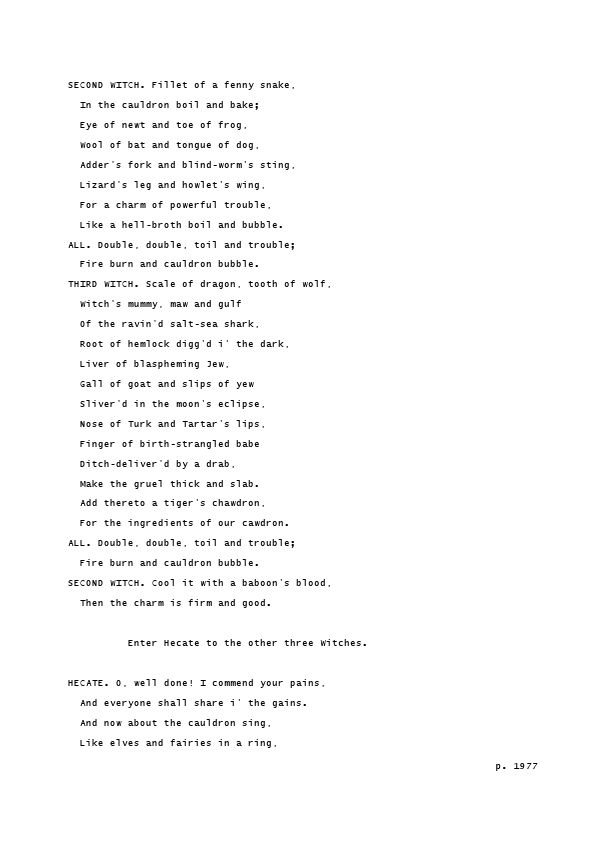 SECOND WITCH. Fillet of a fenny snake,
In the cauldron boil and bake;
Eye of newt and toe of frog,
Wool of bat and tongue of dog,
Adder's fork and blind-worm's sting,
Lizard's leg and howlet's wing,
For a charm of powerful trouble,
Like a hell-broth boil and bubble.
ALL. Double, double, toil and trouble;
Fire burn and cauldron bubble.
THIRD WITCH. Scale of dragon, tooth of wolf,
Witch's mummy, maw and gulf
Of the ravin'd salt-sea shark,
Root of hemlock digg'd i' the dark,
Liver of blaspheming Jew,
Gall of goat and slips of yew
Sliver'd in the moon's eclipse,
Nose of Turk and Tartar's lips,
Finger of birth-strangled babe
Ditch-deliver'd by a drab,
Make the gruel thick and slab.
Add thereto a tiger's chawdron,
For the ingredients of our cawdron.
ALL. Double, double, toil and trouble;
Fire burn and cauldron bubble.
SECOND WITCH. Cool it with a baboon's blood,
Then the charm is firm and good.
Enter Hecate to the other three Witches.
HECATE. O, well done! I commend your pains,
And everyone shall share i' the gains.
And now about the cauldron sing,
Like elves and fairies in a ring,
p. 1977